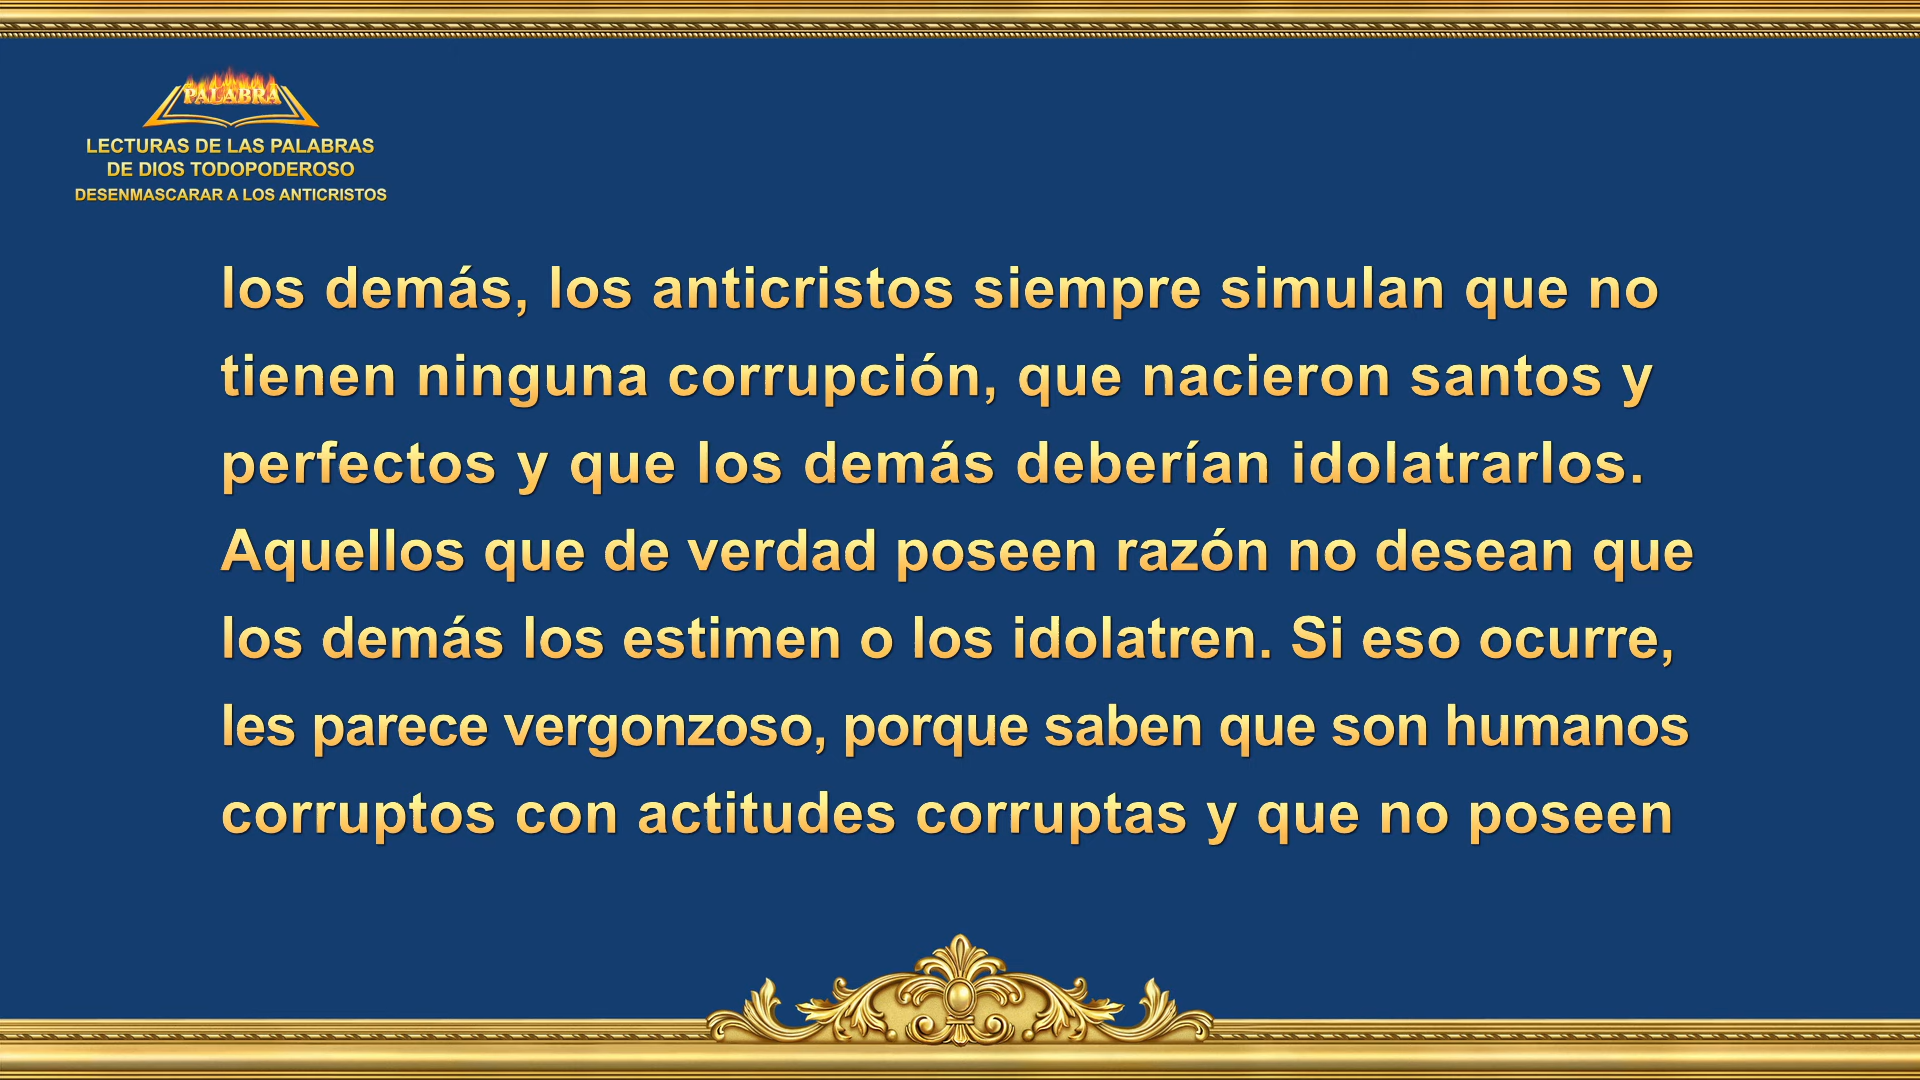 PALABRA
LECTURAS DE LAS PALABRAS
DE DIOS TODOPODEROSO
DESENMASCARAR A LOS ANTICRISTOS
los demás, los anticristos siempre simulan que no
tienen ninguna corrupción, que nacieron santos y
perfectos y que los demás deberían idolatrarlos.
Aquellos que de verdad poseen razón no desean que
los demás los estimen o los idolatren. Si eso ocurre,
les parece vergonzoso, porque saben que son humanos
corruptos con actitudes corruptas y que no poseen